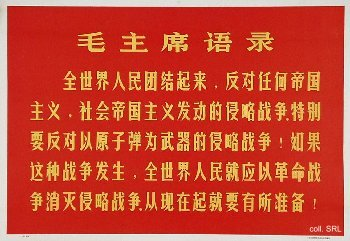 毛主席语录
全世界人民团结起来，反对任何帝国
主义、社会帝国主义发动的侵略战争，特别
要反对以原子弹为武器的侵略战争！如果
这种战争发生，全世界人民就应以革命战
争消灭侵略战争，从现在起就要有所准备！
coll. SRL